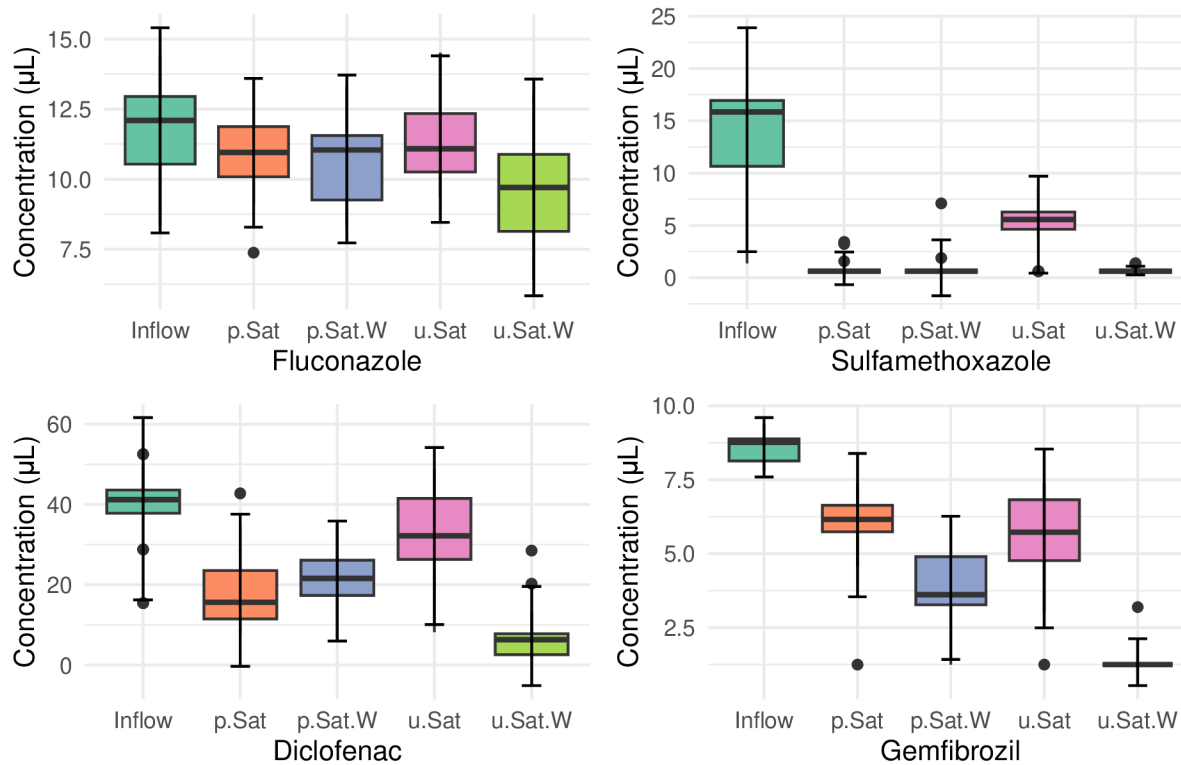 Concentration (µL)
15.0
12.5
10.0
7.5
Inflow p.Sat p.Sat.W u.Sat u.Sat.W
Fluconazole
Concentration (µL)
25
20
15
10
5
0
Inflow p.Sat p.Sat.W u.Sat u.Sat.W
Sulfamethoxazole
Concentration (µL)
60
40
20
0
Inflow p.Sat p.Sat.W u.Sat u.Sat.W
Diclofenac
Concentration (µL)
10.0
7.5
5.0
2.5
Inflow p.Sat p.Sat.W u.Sat u.Sat.W
Gemfibrozil